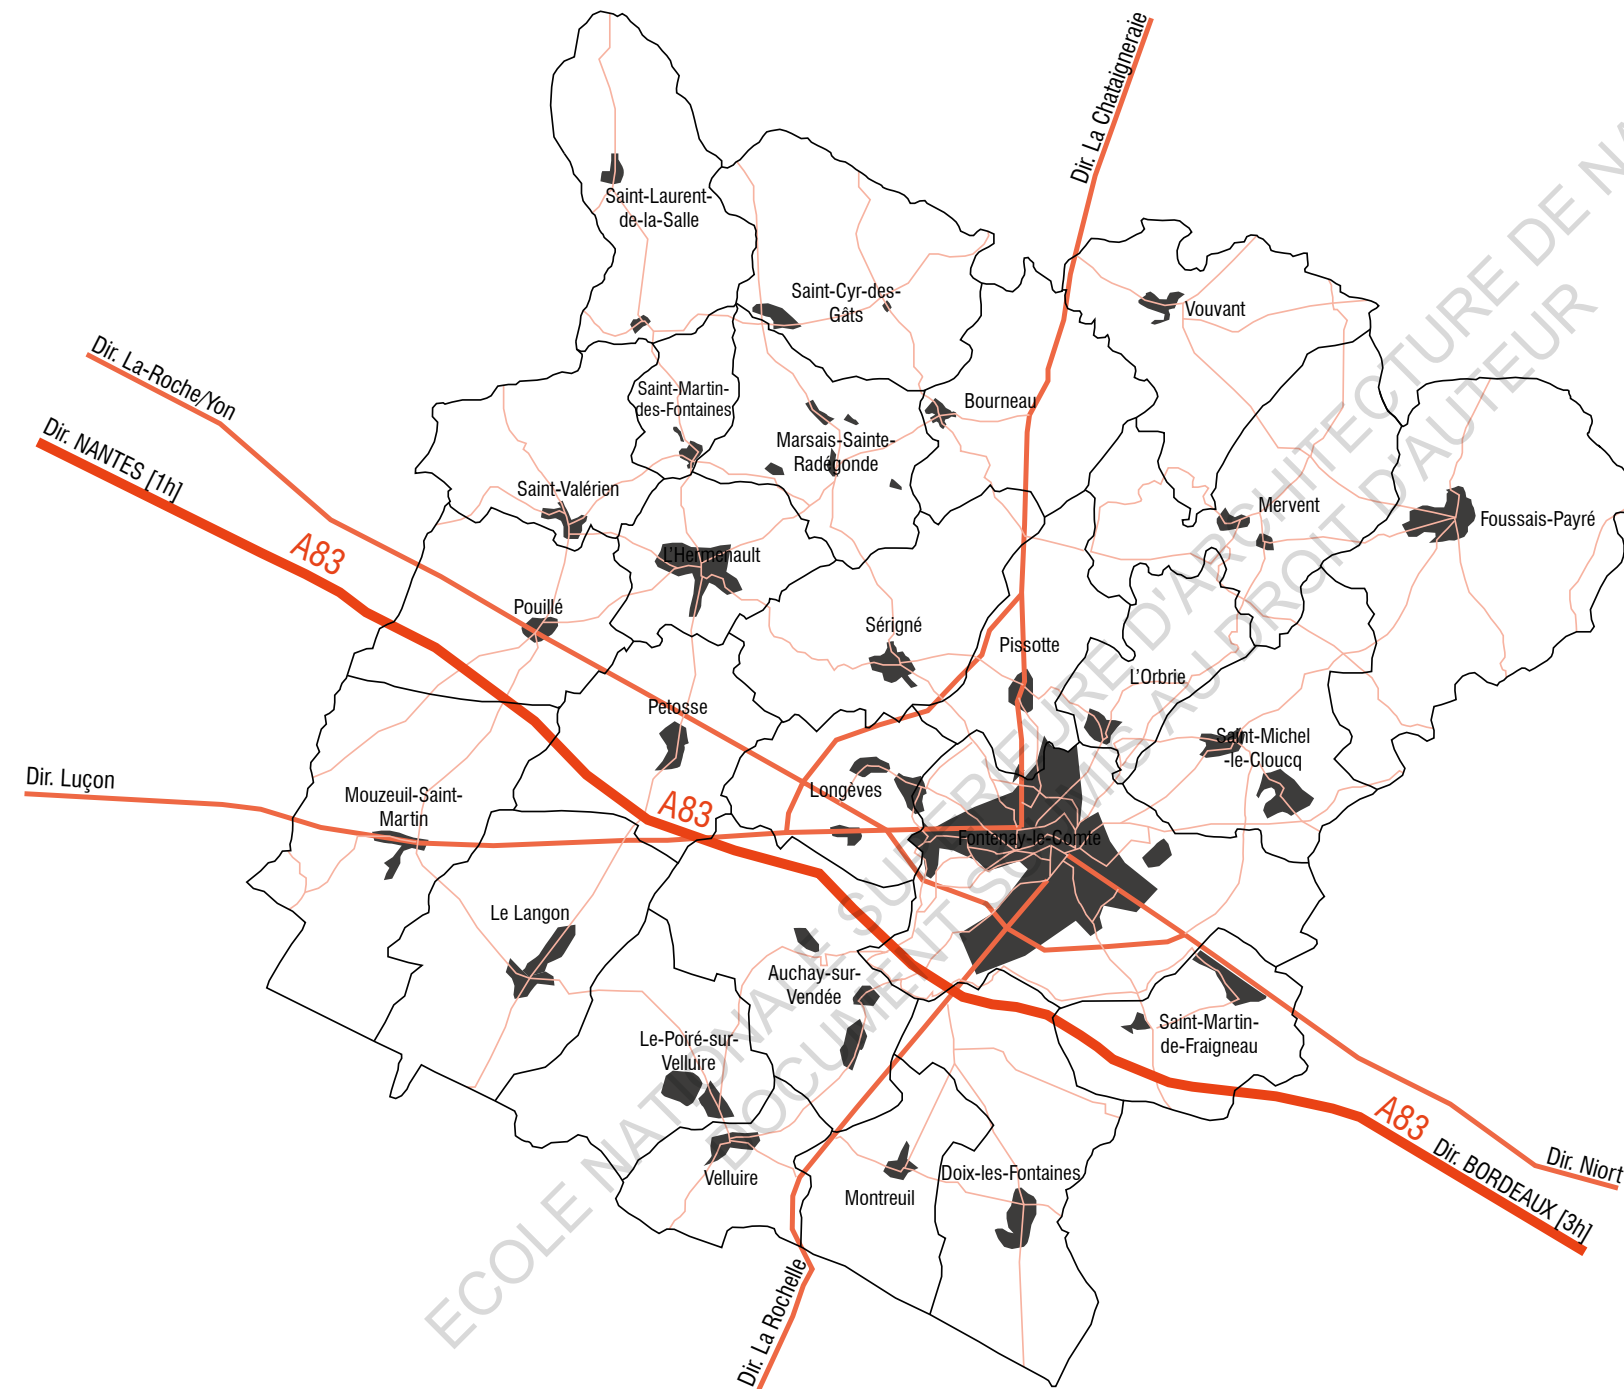 Dir. La Chataigneraie
Saint-Laurent-
de-la-Salle
Saint-Cyr-des-
Gâts
Vouvant
Dir. La-Roche/Yon
Saint-Martin-
des-Fontaines
Bourneau
Dir. NANTES [1h]
Marsais-Sainte-
Radégonde
Saint-Valérien
Mervent
Foussais-Payré
A83
L'Hermenault
Pouillé
Sérigné
Pissotte
L'Orbrie
Petosse
Saint-Michel
-le-Cloucq
Dir. Luçon
Mouzeuil-Saint-
Martin
A83
Longèves
Fontenay-le-Comte
Le Langon
Auchay-sur-
Vendée
Saint-Martin-
de-Fraigneau
Le-Poiré-sur-
Velluire
A83
Dir. BORDEAUX [3h]
Dir. Niort
Velluire
Montreuil
Doix-les-Fontaines
Dir. La Rochelle
ECOLE NATIONALE SUPERIEURE D'ARCHITECTURE DE NA
DOCUMENT SOUMIS AU DROIT D'AUTEUR